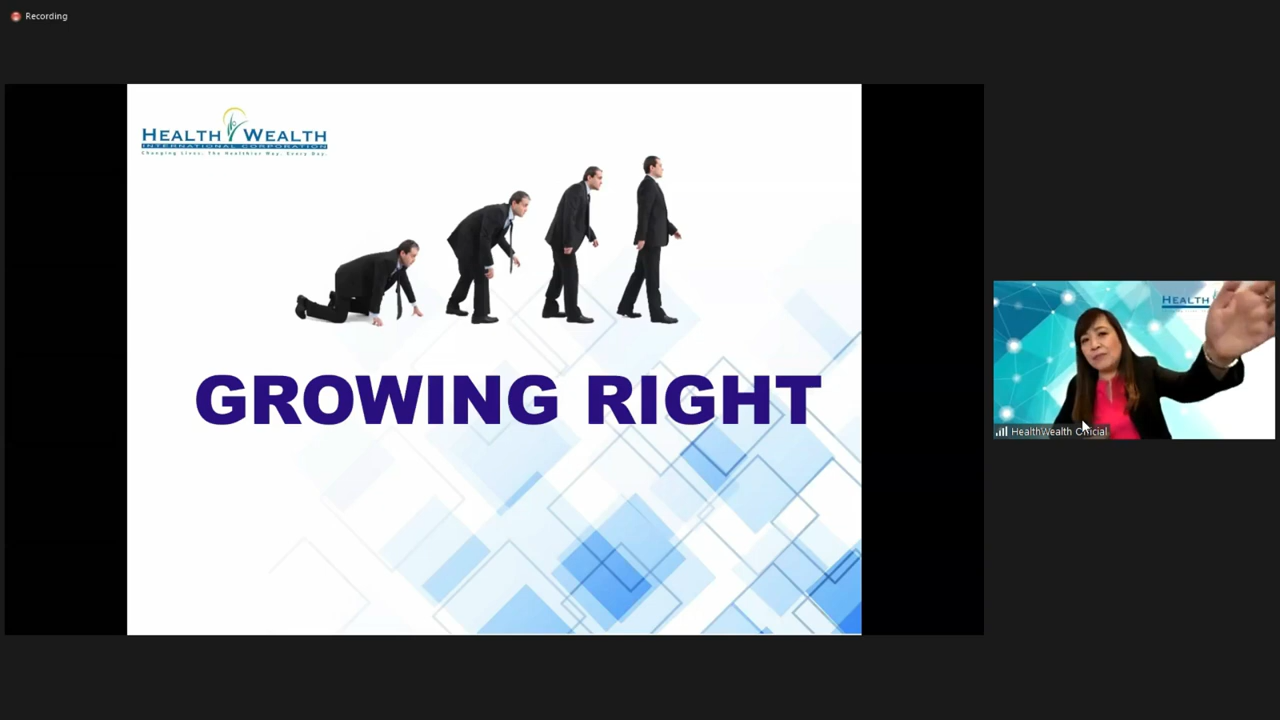 Recording
HEALTH WEALTH
INTERNATIONAL CORPORATION
Changing Lives. The Healthier Way. Every Day.
GROWING RIGHT
HEALTH
HealthWealth Official